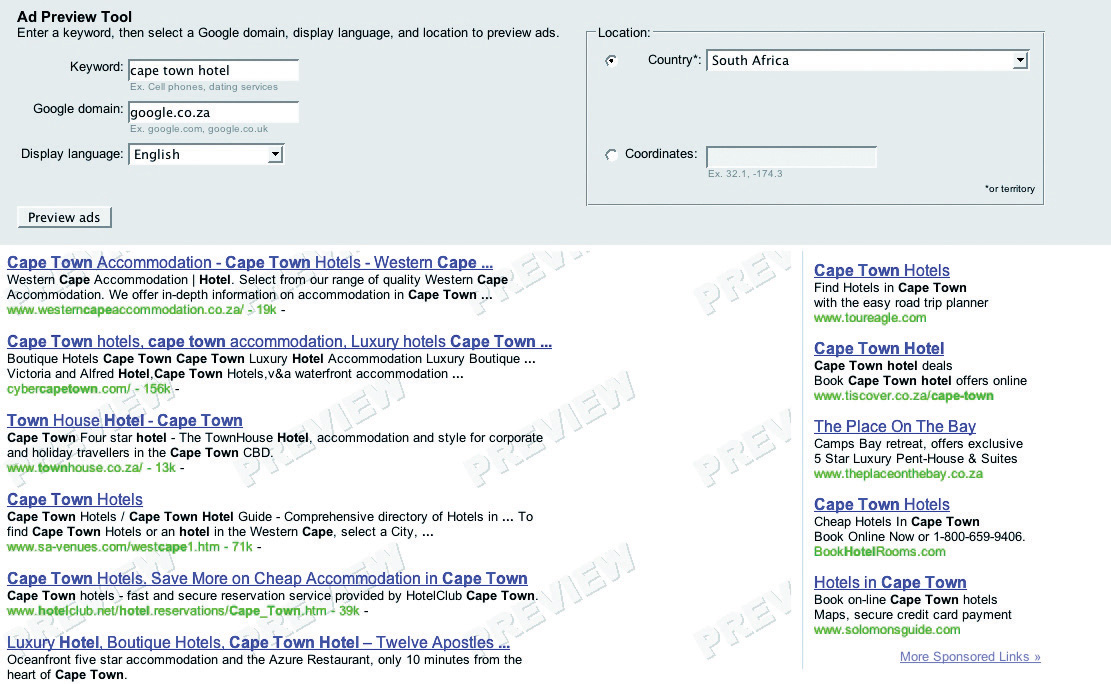 Ad Preview Tool
Enter a keyword, then select a Google domain, display language, and location to preview ads.
Keyword: cape town hotel
Ex. Cell phones, dating services
Google domain: google.co.za
Ex. google.com, google.co.uk
Display language: English
Preview ads
Location:
Country*: South Africa
Coordinates:
Ex. 32.1, -174.3
*or territory
Cape Town Accommodation - Cape Town Hotels - Western Cape ...
Western Cape Accommodation | Hotel. Select from our range of quality Western Cape
Accommodation. We offer in-depth information on accommodation in Cape Town ...
www.westerncapeaccommodation.co.za/ - 19k -
Cape Town hotels, cape town accommodation, Luxury hotels Cape Town ...
Boutique Hotels Cape Town Cape Town Luxury Hotel Accommodation Luxury Boutique ...
Victoria and Alfred Hotel,Cape Town Hotels,v&a waterfront accommodation ...
cybercapetown.com/ - 156k -
Town House Hotel - Cape Town
Cape Town Four star hotel - The TownHouse Hotel, accommodation and style for corporate
and holiday travellers in the Cape Town CBD.
www.townhouse.co.za/ - 13k -
Cape Town Hotels
Cape Town Hotels / Cape Town Hotel Guide - Comprehensive directory of Hotels in ... To
find Cape Town Hotels or an hotel in the Western Cape, select a City, ...
www.sa-venues.com/westcape1.htm - 71k -
Cape Town Hotels. Save More on Cheap Accommodation in Cape Town
Cape Town hotels - fast and secure reservation service provided by HotelClub Cape Town.
www.hotelclub.net/hotel.reservations/Cape_Town.htm - 39k -
Luxury Hotel, Boutique Hotels, Cape Town Hotel – Twelve Apostles ...
Oceanfront five star accommodation and the Azure Restaurant, only 10 minutes from the
heart of Cape Town.
Cape Town Hotels
Find Hotels in Cape Town
with the easy road trip planner
www.toureagle.com
Cape Town Hotel
Cape Town hotel deals
Book Cape Town hotel offers online
www.tiscover.co.za/cape-town
The Place On The Bay
Camps Bay retreat, offers exclusive
5 Star Luxury Pent-House & Suites
www.theplaceonthebay.co.za
Cape Town Hotels
Cheap Hotels In Cape Town
Book Online Now or 1-800-659-9406.
BookHotelRooms.com
Hotels in Cape Town
Book on-line Cape Town hotels
Maps, secure credit card payment
www.solomonsguide.com
More Sponsored Links »
PREVIEW
PREVIEW
PREVIEW
PREVIEW
PREVIEW
PREVIEW